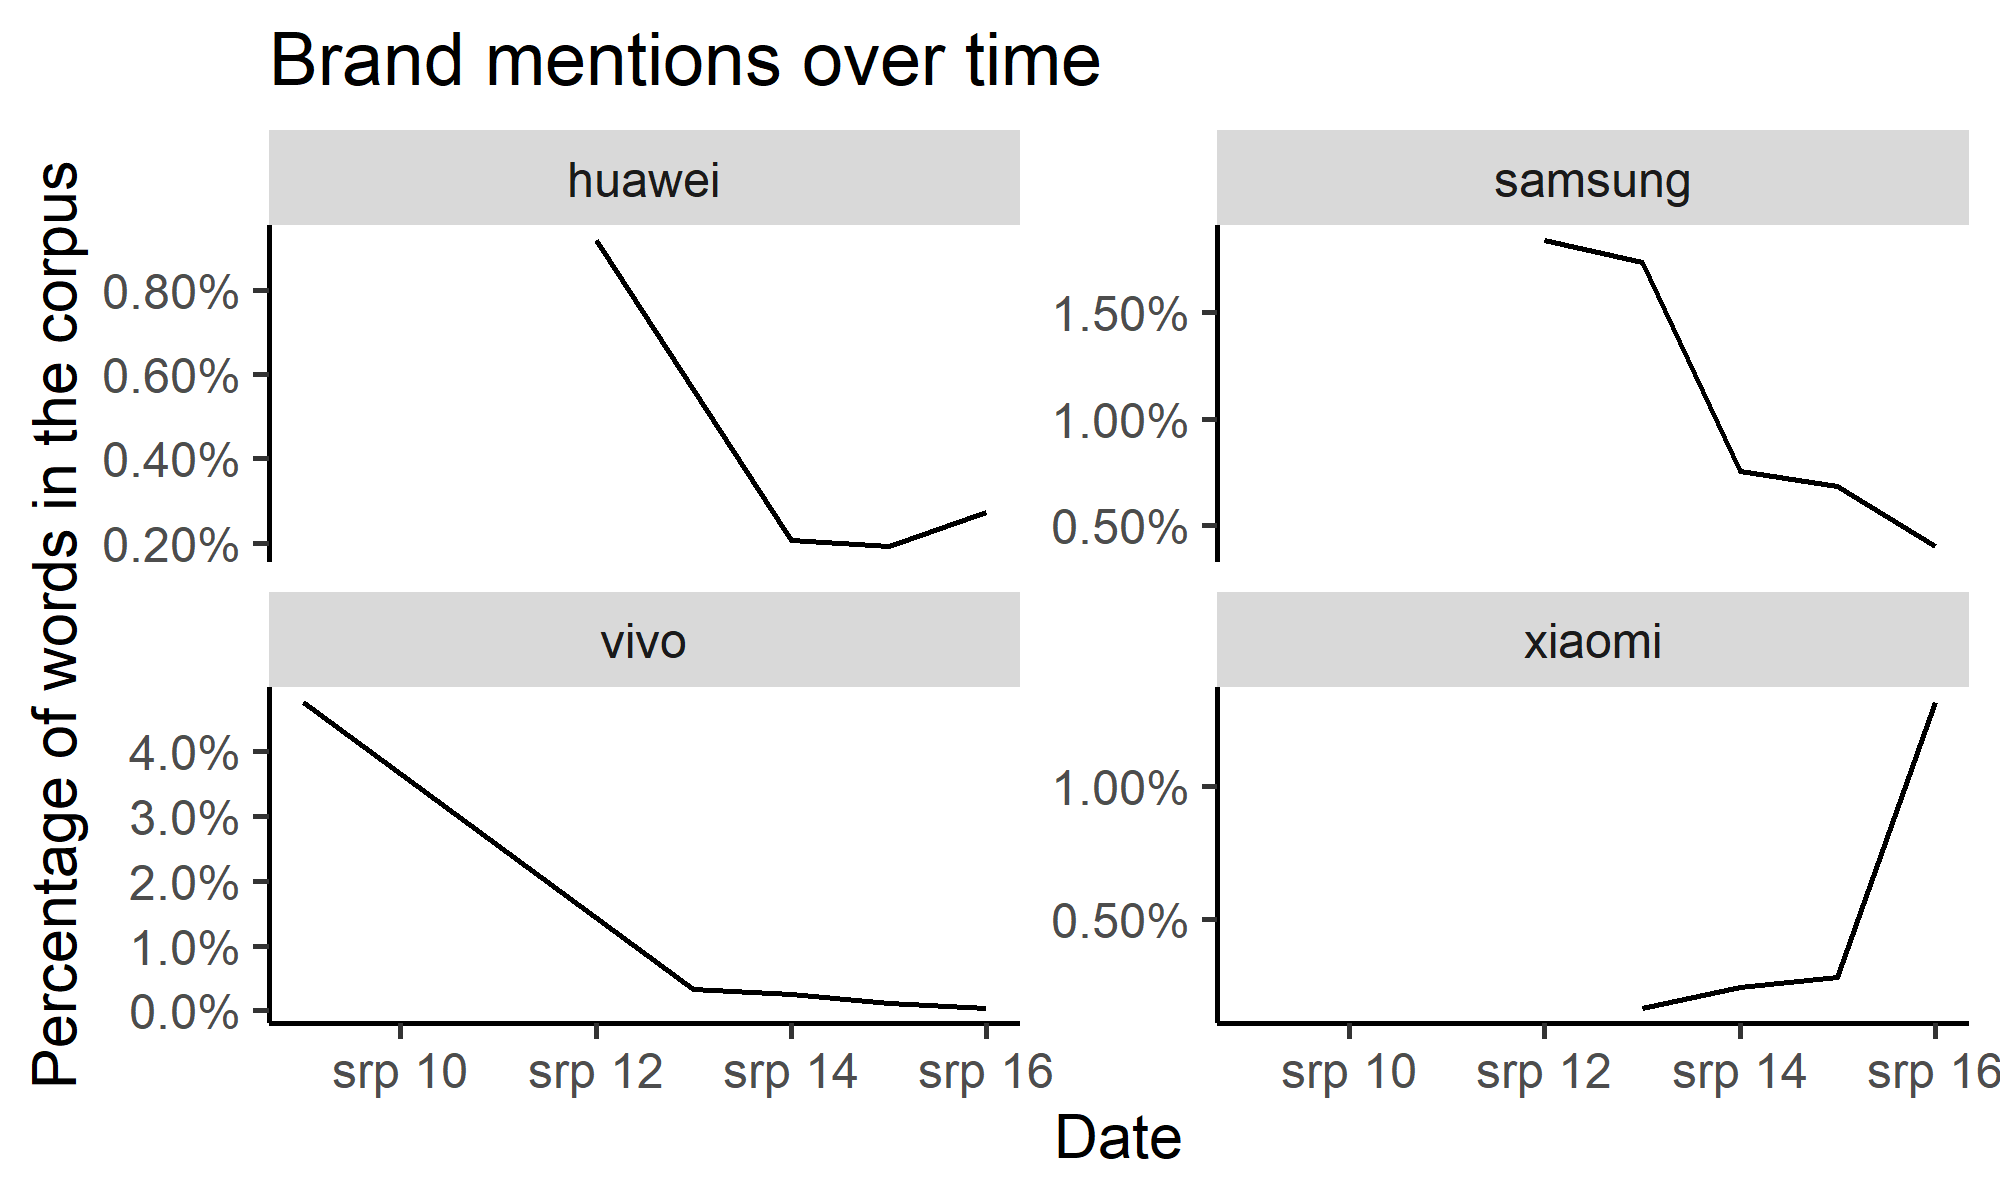 Brand mentions over time
Percentage of words in the corpus
huawei
0.80%
0.60%
0.40%
0.20%
samsung
1.50%
1.00%
0.50%
vivo
4.0%
3.0%
2.0%
1.0%
0.0%
srp 10
srp 12
srp 14
srp 16
xiaomi
1.00%
0.50%
srp 10
srp 12
srp 14
srp 16
Date